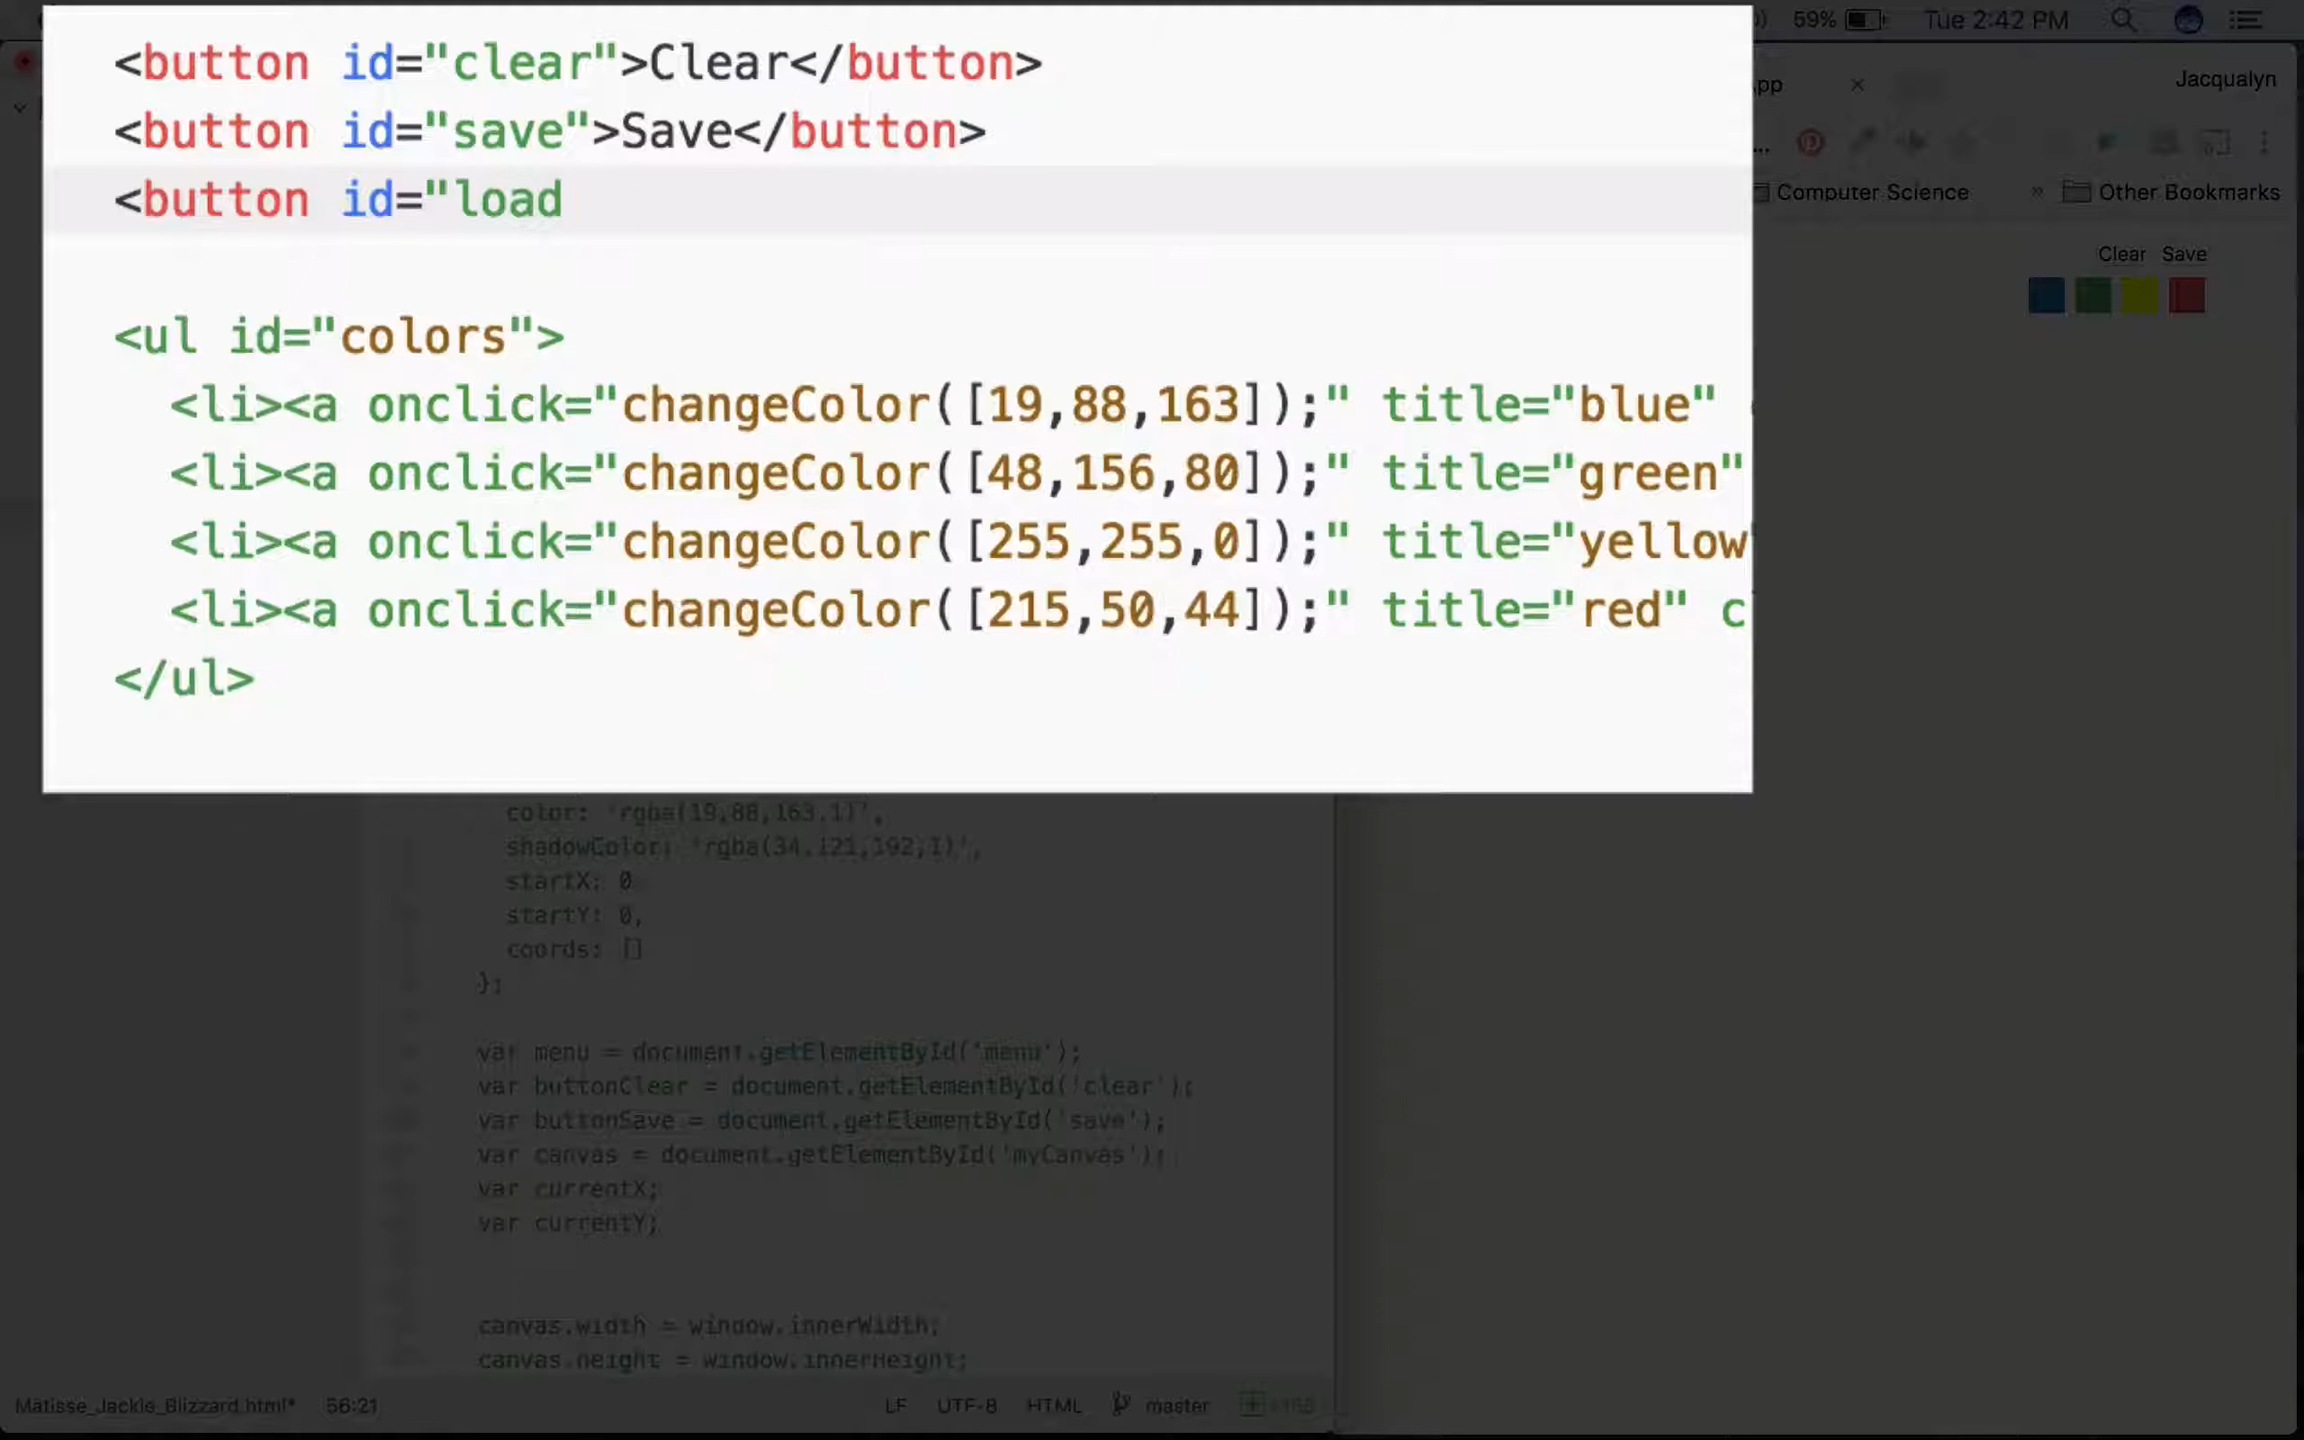 59%
Tue 2:42 PM
<button id="clear">Clear</button>
<button id="save">Save</button>
<button id="load
<ul id="colors">
<li><a onclick="changeColor([19,88,163]);" title="blue"
<li><a onclick="changeColor([48,156,80]);" title="green"
<li><a onclick="changeColor([255,255,0]);" title="yellow
<li><a onclick="changeColor([215,50,44]);" title="red" c
</ul>
pp
Jacqualyn
...
Computer Science
»
Other Bookmarks
Clear Save
color: 'rgba(19,88,163,1)',
shadowColor: 'rgba(34,121,192,1)',
startX: 0,
startY: 0,
coords: []
};
var menu = document.getElementById('menu');
var buttonClear = document.getElementById('clear');
var buttonSave = document.getElementById('save');
var canvas = document.getElementById('myCanvas');
var currentX;
var currentY;
canvas.width = window.innerWidth;
canvas.height = window.innerHeight;
Matisse_Jackie_Blizzard.html* 56:21 LF UTF-8 HTML master